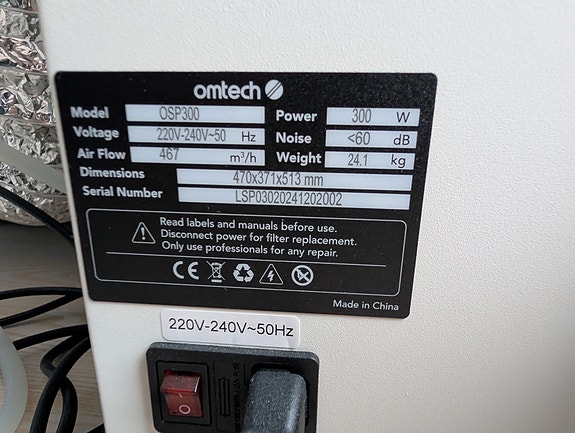 omtech
Model OSP300 Power 300 W
Voltage 220V-240V~50 Hz Noise <60 dB
Air Flow 467 m³/h Weight 24.1 kg
Dimensions 470x371x513 mm
Serial Number LSP03020241202002
Read labels and manuals before use.
Disconnect power for filter replacement.
Only use professionals for any repair.
CE
Made in China
220V-240V~50Hz